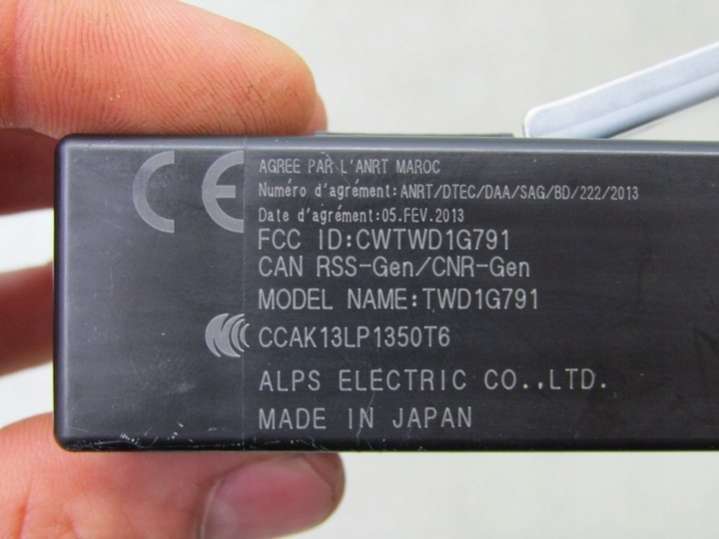 CE
AGREE PAR L'ANRT MAROC
Numéro d'agrément:ANRT/DTEC/DAA/SAG/BD/222/2013
Date d'agrément:05.FEV.2013
FCC ID:CWTWD1G791
CAN RSS-Gen/CNR-Gen
MODEL NAME:TWD1G791
CCAK13LP1350T6
ALPS ELECTRIC CO.,LTD.
MADE IN JAPAN